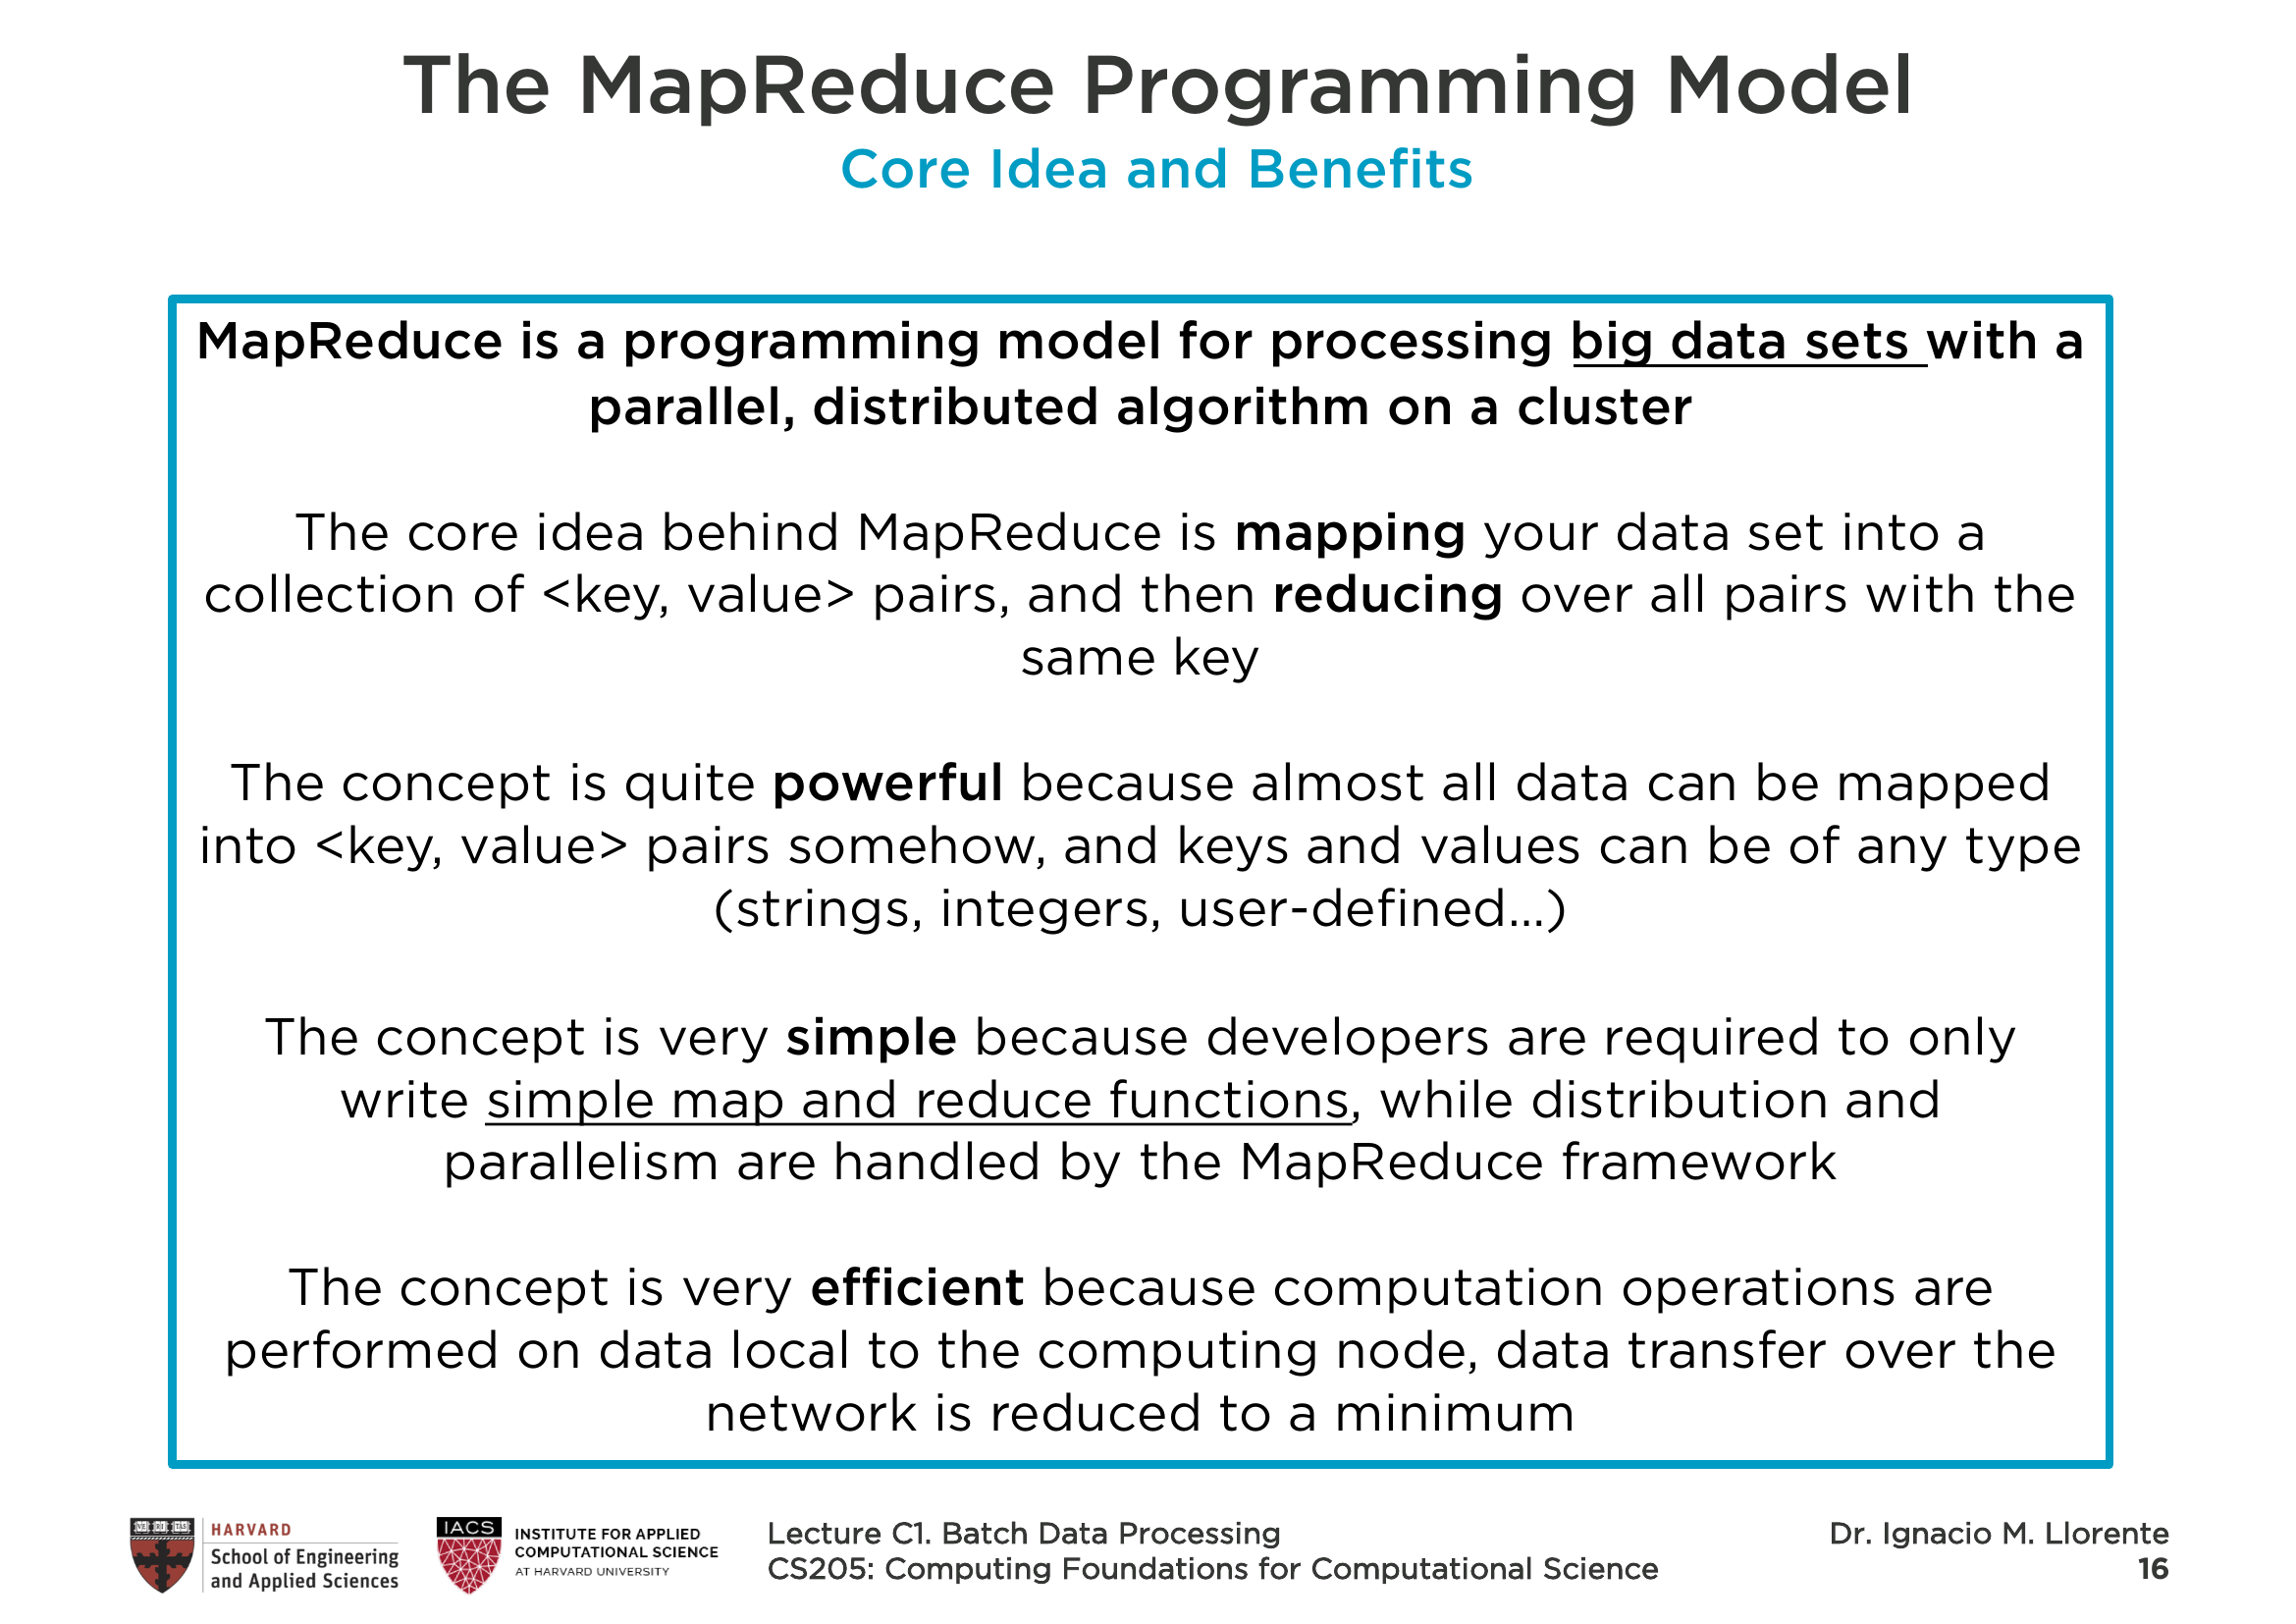 The MapReduce Programming Model
Core Idea and Benefits
MapReduce is a programming model for processing big data sets with a
parallel, distributed algorithm on a cluster
The core idea behind MapReduce is mapping your data set into a
collection of <key, value> pairs, and then reducing over all pairs with the
same key
The concept is quite powerful because almost all data can be mapped
into <key, value> pairs somehow, and keys and values can be of any type
(strings, integers, user-defined...)
The concept is very simple because developers are required to only
write simple map and reduce functions, while distribution and
parallelism are handled by the MapReduce framework
The concept is very efficient because computation operations are
performed on data local to the computing node, data transfer over the
network is reduced to a minimum
VE RI TAS
HARVARD
School of Engineering
and Applied Sciences
IACS
INSTITUTE FOR APPLIED
COMPUTATIONAL SCIENCE
AT HARVARD UNIVERSITY
Lecture C1. Batch Data Processing
CS205: Computing Foundations for Computational Science
Dr. Ignacio M. Llorente
16